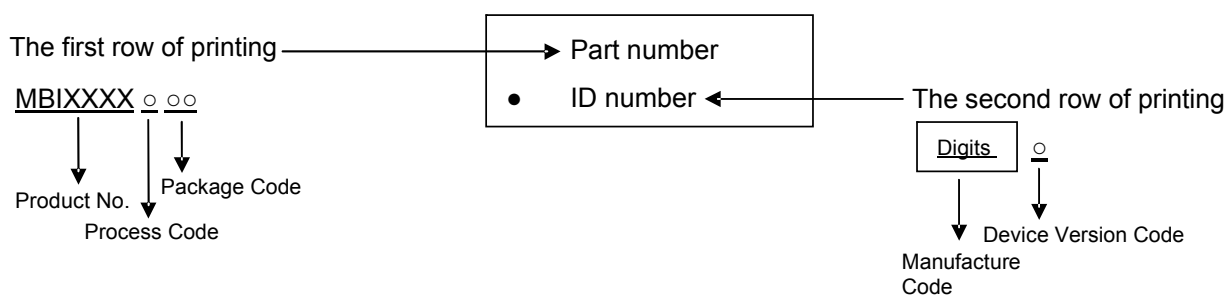 The first row of printing
Part number
MBIXXXX ○ ○○
● ID number
The second row of printing
Digits ○
Package Code
Product No.
Process Code
Device Version Code
Manufacture
Code